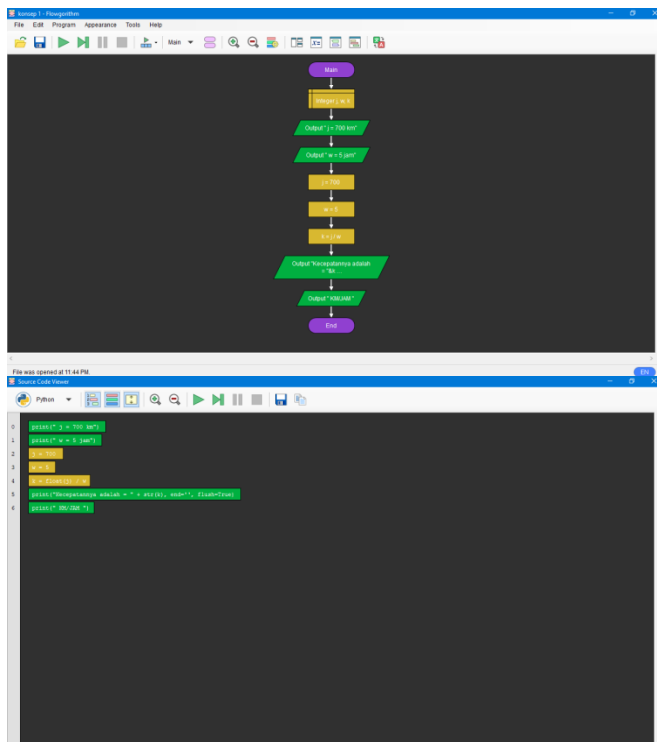 konsep 1 - Flowgorithm
File Edit Program Appearance Tools Help
Main
Main
Integer j, w, k
Output " j = 700 km"
Output " w = 5 jam"
j = 700
w = 5
k = j / w
Output "Kecepatannya adalah
= "&k ...
Output " KM/JAM "
End
File was opened at 11:44 PM.
EN
Source Code Viewer
Python
0 print(" j = 700 km")
1 print(" w = 5 jam")
2 j = 700
3 w = 5
4 k = float(j) / w
5 print("Kecepatannya adalah = " + str(k), end='', flush=True)
6 print(" KM/JAM ")